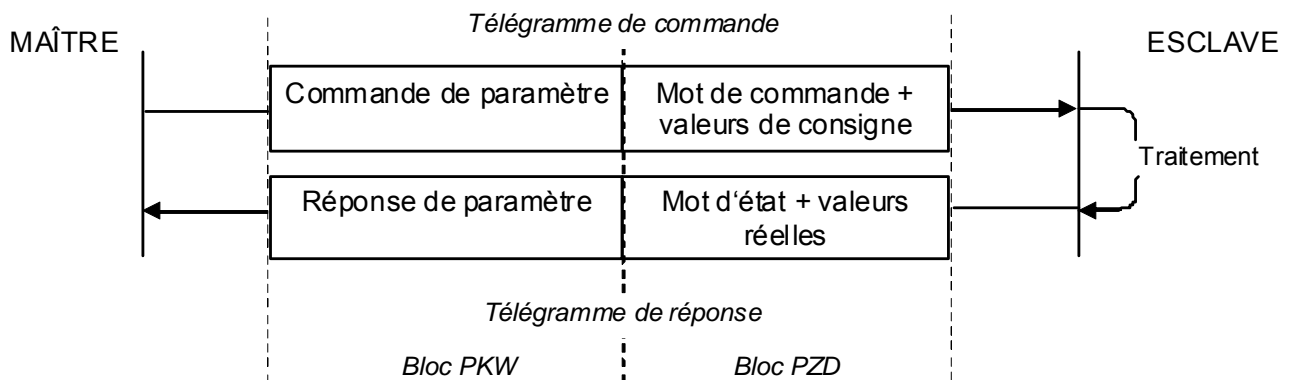 Télégramme de commande
MAÎTRE
ESCLAVE
Commande de paramètre
Mot de commande +
valeurs de consigne
Traitement
Réponse de paramètre
Mot d‘état + valeurs
réelles
Télégramme de réponse
Bloc PKW
Bloc PZD